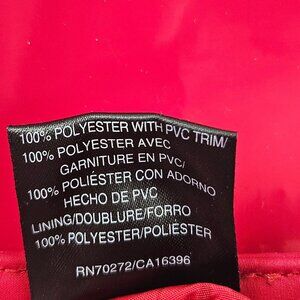 100% POLYESTER WITH PVC TRIM/
100% POLYESTER AVEC
GARNITURE EN PVC/
100% POLIÉSTER CON ADORNO
HECHO DE PVC
LINING/DOUBLURE/FORRO
100% POLYESTER/POLIESTER
RN70272/CA16396